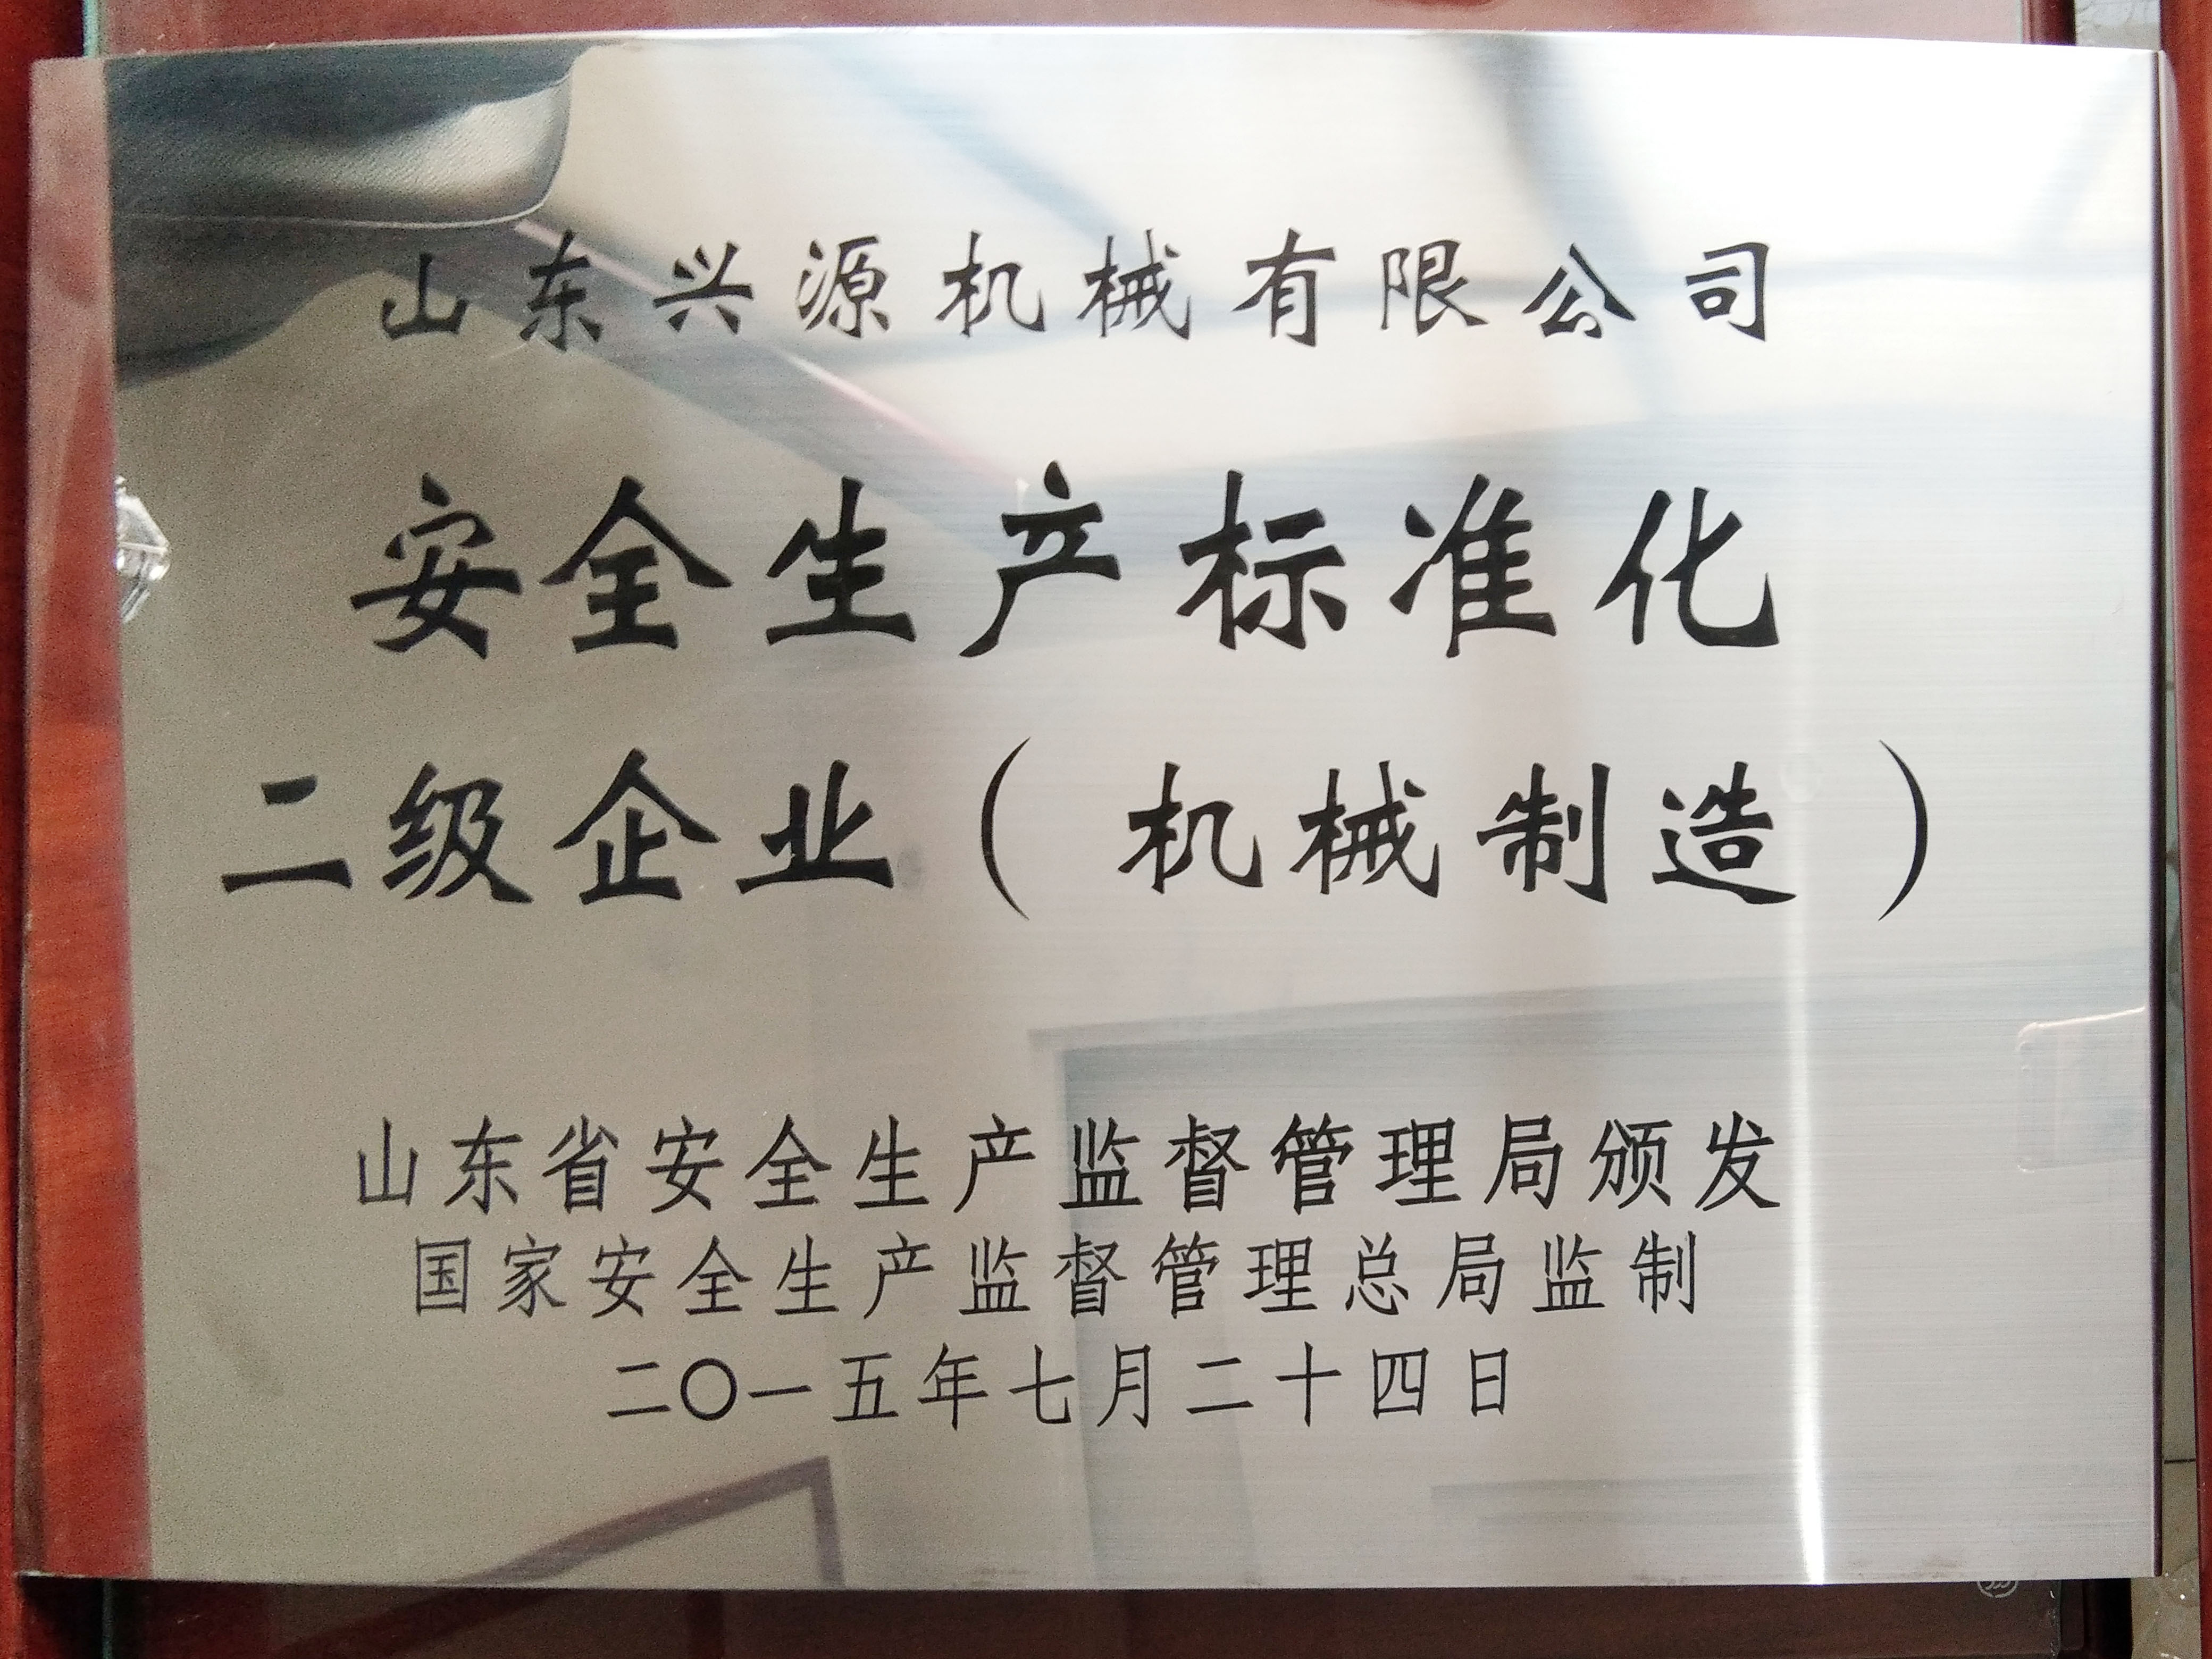 山东兴源机械有限公司
安全生产标准化
二级企业（机械制造）
山东省安全生产监督管理局颁发
国家安全生产监督管理总局监制
二〇一五年七月二十四日